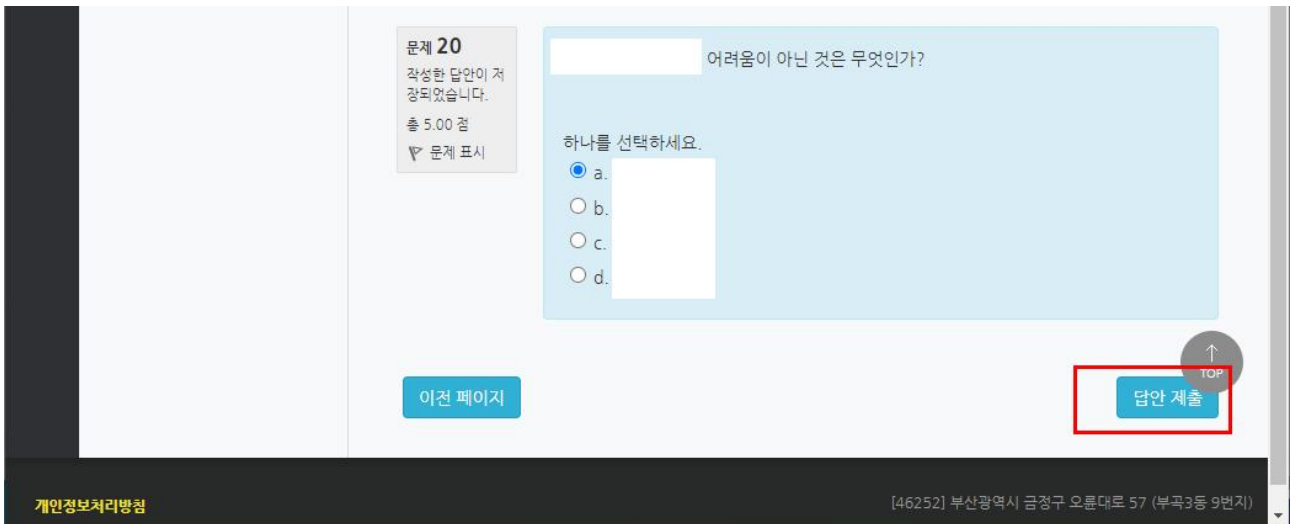 문제 20
작성한 답안이 저
장되었습니다.
총 5.00 점
문제 표시
어려움이 아닌 것은 무엇인가?
하나를 선택하세요.
a.
b.
c.
d.
TOP
이전 페이지
답안 제출
개인정보처리방침
[46252] 부산광역시 금정구 오륜대로 57 (부곡3동 9번지)